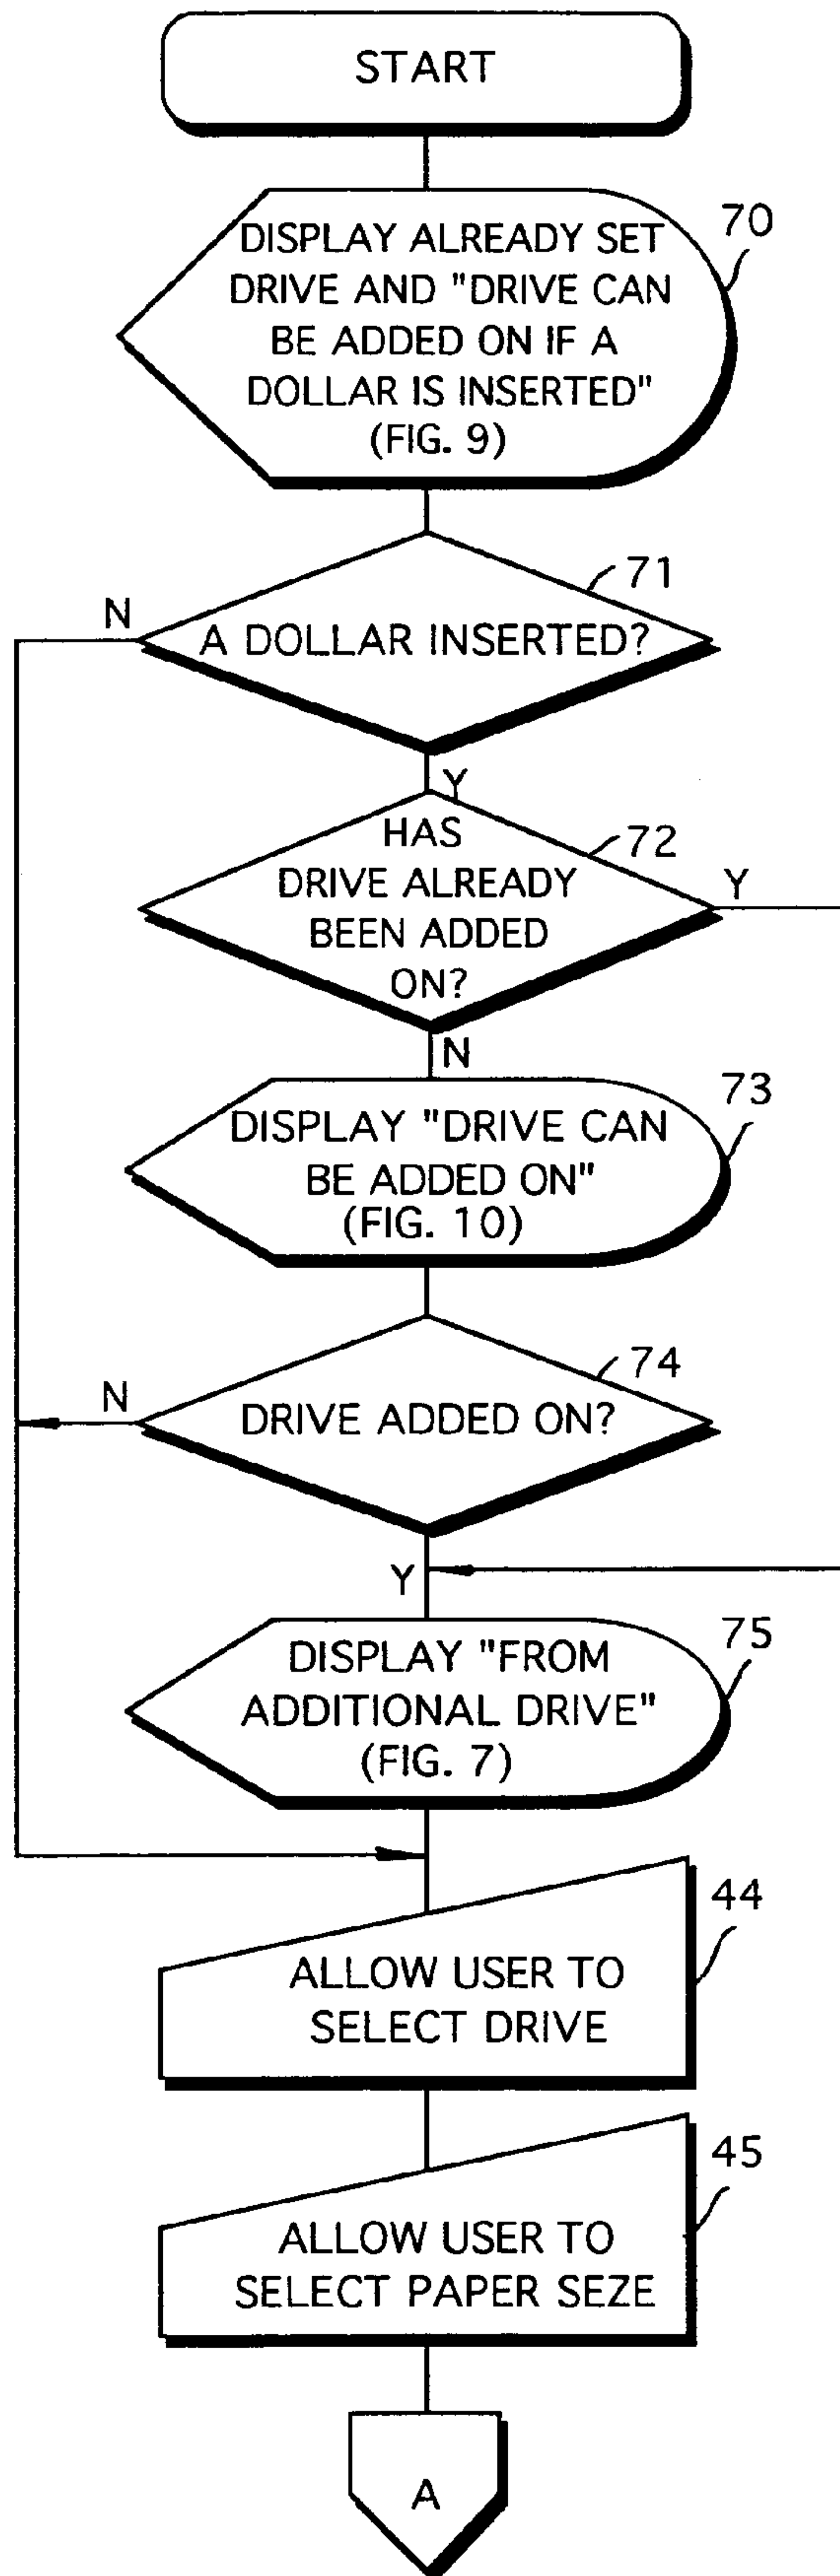 START
70
DISPLAY ALREADY SET
DRIVE AND "DRIVE CAN
BE ADDED ON IF A
DOLLAR IS INSERTED"
(FIG. 9)
71
N
A DOLLAR INSERTED?
Y
72
HAS
DRIVE ALREADY
BEEN ADDED
ON?
Y
N
73
DISPLAY "DRIVE CAN
BE ADDED ON"
(FIG. 10)
74
N
DRIVE ADDED ON?
Y
75
DISPLAY "FROM
ADDITIONAL DRIVE"
(FIG. 7)
44
ALLOW USER TO
SELECT DRIVE
45
ALLOW USER TO
SELECT PAPER SEZE
A